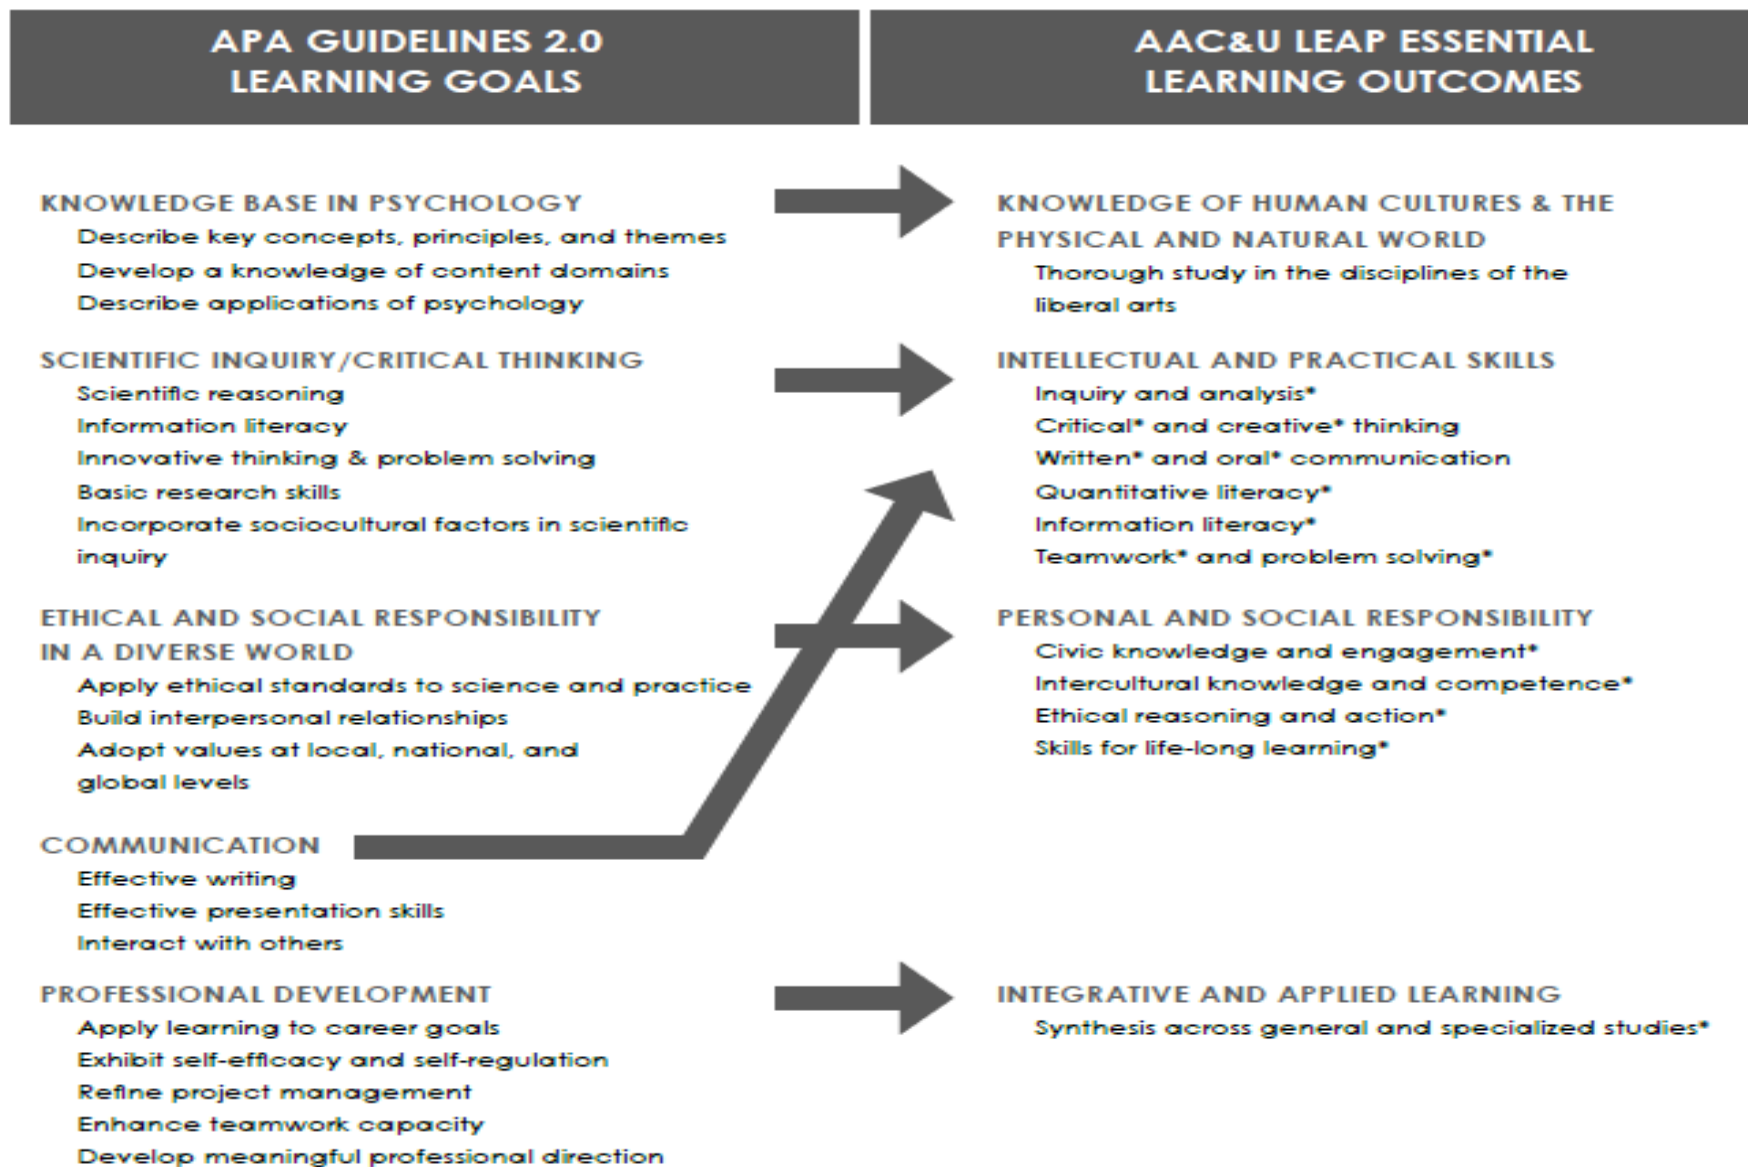 APA GUIDELINES 2.0
LEARNING GOALS
KNOWLEDGE BASE IN PSYCHOLOGY
Describe key concepts, principles, and themes
Develop a knowledge of content domains
Describe applications of psychology
SCIENTIFIC INQUIRY/CRITICAL THINKING
Scientific reasoning
Information literacy
Innovative thinking & problem solving
Basic research skills
Incorporate sociocultural factors in scientific
inquiry
ETHICAL AND SOCIAL RESPONSIBILITY
IN A DIVERSE WORLD
Apply ethical standards to science and practice
Build interpersonal relationships
Adopt values at local, national, and
global levels
COMMUNICATION
Effective writing
Effective presentation skills
Interact with others
PROFESSIONAL DEVELOPMENT
Apply learning to career goals
Exhibit self-efficacy and self-regulation
Refine project management
Enhance teamwork capacity
Develop meaningful professional direction
AAC&U LEAP ESSENTIAL
LEARNING OUTCOMES
KNOWLEDGE OF HUMAN CULTURES & THE
PHYSICAL AND NATURAL WORLD
Thorough study in the disciplines of the
liberal arts
INTELLECTUAL AND PRACTICAL SKILLS
Inquiry and analysis*
Critical* and creative* thinking
Written* and oral* communication
Quantitative literacy*
Information literacy*
Teamwork* and problem solving*
PERSONAL AND SOCIAL RESPONSIBILITY
Civic knowledge and engagement*
Intercultural knowledge and competence*
Ethical reasoning and action*
Skills for life-long learning*
INTEGRATIVE AND APPLIED LEARNING
Synthesis across general and specialized studies*